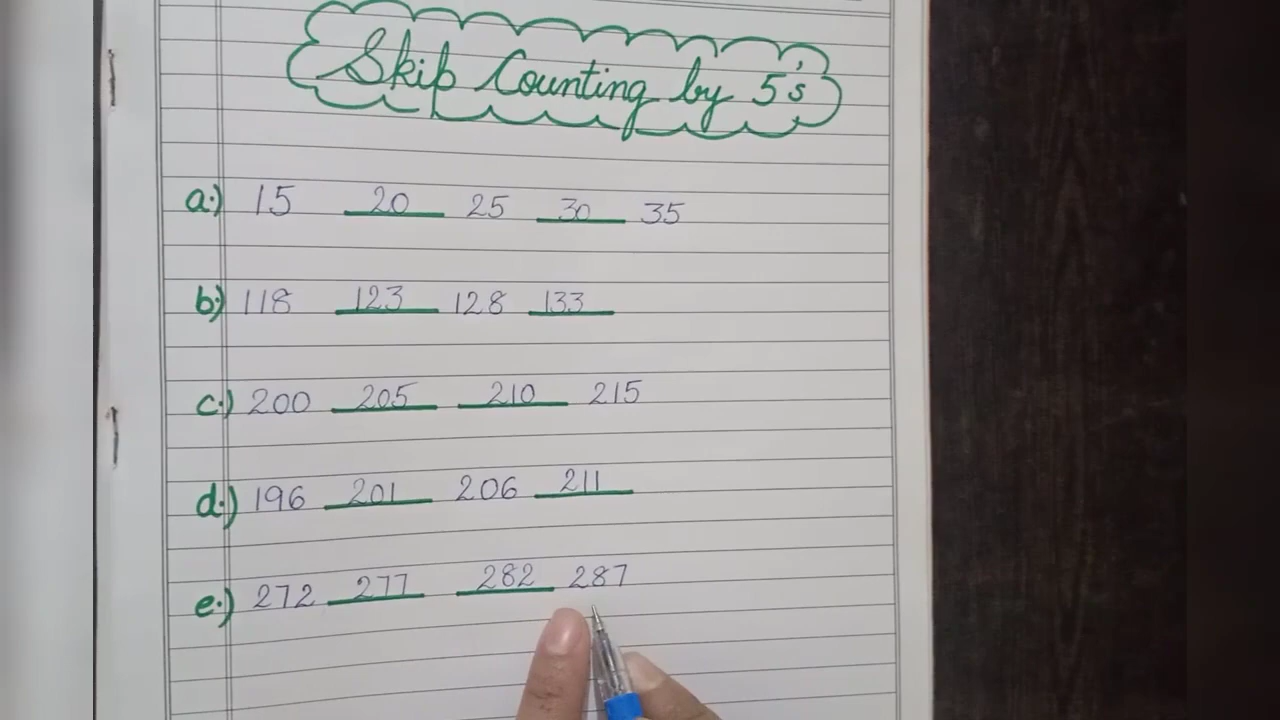 Skip Counting by 5's
a.) 15 20 25 30 35
b.) 118 123 128 133
c.) 200 205 210 215
d.) 196 201 206 211
e.) 272 277 282 287